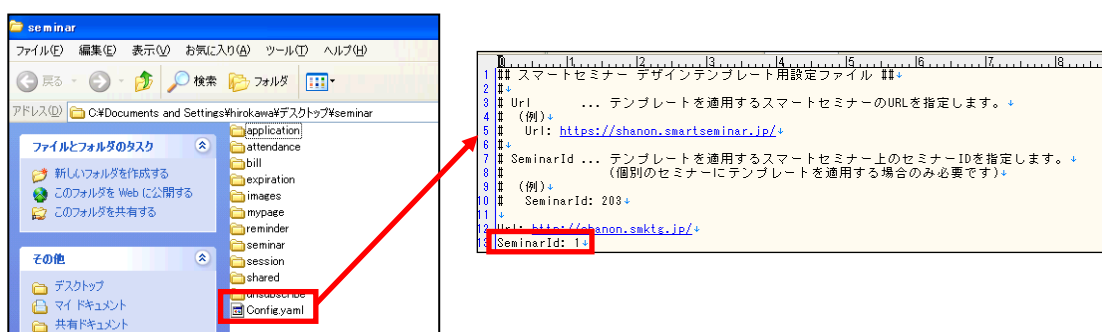 seminar
ファイル(F) 編集(E) 表示(V) お気に入り(A) ツール(T) ヘルプ(H)
戻る 検索 フォルダ
アドレス(D) C:¥Documents and Settings¥hirokawa¥デスクトップ¥seminar
ファイルとフォルダのタスク
新しいフォルダを作成する
このフォルダを Web に公開する
このフォルダを共有する
その他
デスクトップ
マイ ドキュメント
共有ドキュメント
application
attendance
bill
expiration
images
mypage
reminder
seminar
session
shared
unsubscribe
Config.yaml
0 1 2 3 4 5 6 7 8
1 ## スマートセミナー デザインテンプレート用設定ファイル ##↓
2 #↓
3 # Url ... テンプレートを適用するスマートセミナーのURLを指定します。↓
4 # (例)↓
5 # Url: https://shanon.smartseminar.jp/↓
6 #↓
7 # SeminarId ... テンプレートを適用するスマートセミナー上のセミナーIDを指定します。↓
8 # (個別のセミナーにテンプレートを適用する場合のみ必要です)↓
9 # (例)↓
10 # SeminarId: 203↓
11 ↓
12 Url: http://shanon.smktg.jp/↓
13 SeminarId: 1↓